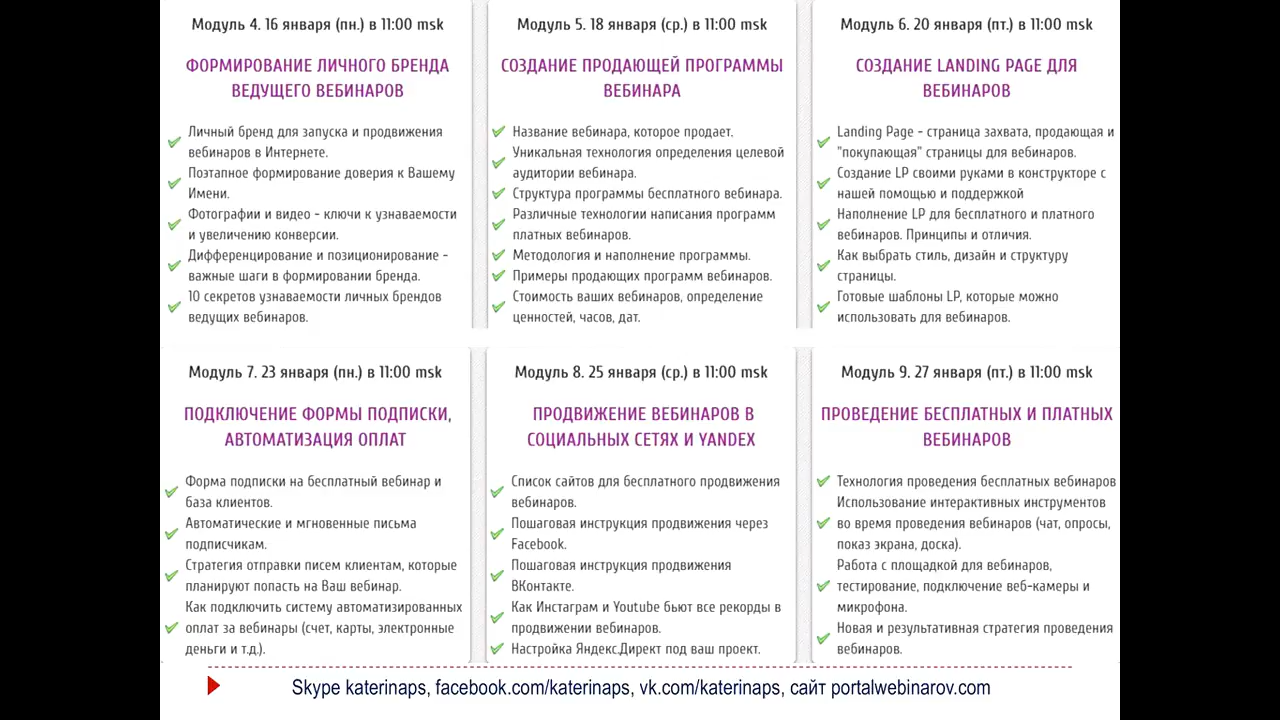 Модуль 4. 16 января (пн.) в 11:00 msk
ФОРМИРОВАНИЕ ЛИЧНОГО БРЕНДА
ВЕДУЩЕГО ВЕБИНАРОВ
Личный бренд для запуска и продвижения
вебинаров в Интернете.
Поэтапное формирование доверия к Вашему
Имени.
Фотографии и видео - ключи к узнаваемости
и увеличению конверсии.
Дифференцирование и позиционирование -
важные шаги в формировании бренда.
10 секретов узнаваемости личных брендов
ведущих вебинаров.
Модуль 5. 18 января (ср.) в 11:00 msk
СОЗДАНИЕ ПРОДАЮЩЕЙ ПРОГРАММЫ
ВЕБИНАРА
Название вебинара, которое продает.
Уникальная технология определения целевой
аудитории вебинара.
Структура программы бесплатного вебинара.
Различные технологии написания программ
платных вебинаров.
Методология и наполнение программы.
Примеры продающих программ вебинаров.
Стоимость ваших вебинаров, определение
ценностей, часов, дат.
Модуль 6. 20 января (пт.) в 11:00 msk
СОЗДАНИЕ LANDING PAGE ДЛЯ
ВЕБИНАРОВ
Landing Page - страница захвата, продающая и
"покупающая" страницы для вебинаров.
Создание LP своими руками в конструкторе с
нашей помощью и поддержкой
Наполнение LP для бесплатного и платного
вебинаров. Принципы и отличия.
Как выбрать стиль, дизайн и структуру
страницы.
Готовые шаблоны LP, которые можно
использовать для вебинаров.
Модуль 7. 23 января (пн.) в 11:00 msk
ПОДКЛЮЧЕНИЕ ФОРМЫ ПОДПИСКИ,
АВТОМАТИЗАЦИЯ ОПЛАТ
Форма подписки на бесплатный вебинар и
база клиентов.
Автоматические и мгновенные письма
подписчикам.
Стратегия отправки писем клиентам, которые
планируют попасть на Ваш вебинар.
Как подключить систему автоматизированных
оплат за вебинары (счет, карты, электронные
деньги и т.д.).
Модуль 8. 25 января (ср.) в 11:00 msk
ПРОДВИЖЕНИЕ ВЕБИНАРОВ В
СОЦИАЛЬНЫХ СЕТЯХ И YANDEX
Список сайтов для бесплатного продвижения
вебинаров.
Пошаговая инструкция продвижения через
Facebook.
Пошаговая инструкция продвижения
ВКонтакте.
Как Инстаграм и Youtube бьют все рекорды в
продвижении вебинаров.
Настройка Яндекс.Директ под ваш проект.
Модуль 9. 27 января (пт.) в 11:00 msk
ПРОВЕДЕНИЕ БЕСПЛАТНЫХ И ПЛАТНЫХ
ВЕБИНАРОВ
Технология проведения бесплатных вебинаров
Использование интерактивных инструментов
во время проведения вебинаров (чат, опросы,
показ экрана, доска).
Работа с площадкой для вебинаров,
тестирование, подключение веб-камеры и
микрофона.
Новая и результативная стратегия проведения
вебинаров.
Skype katerinaps, facebook.com/katerinaps, vk.com/katerinaps, сайт portalwebinarov.com